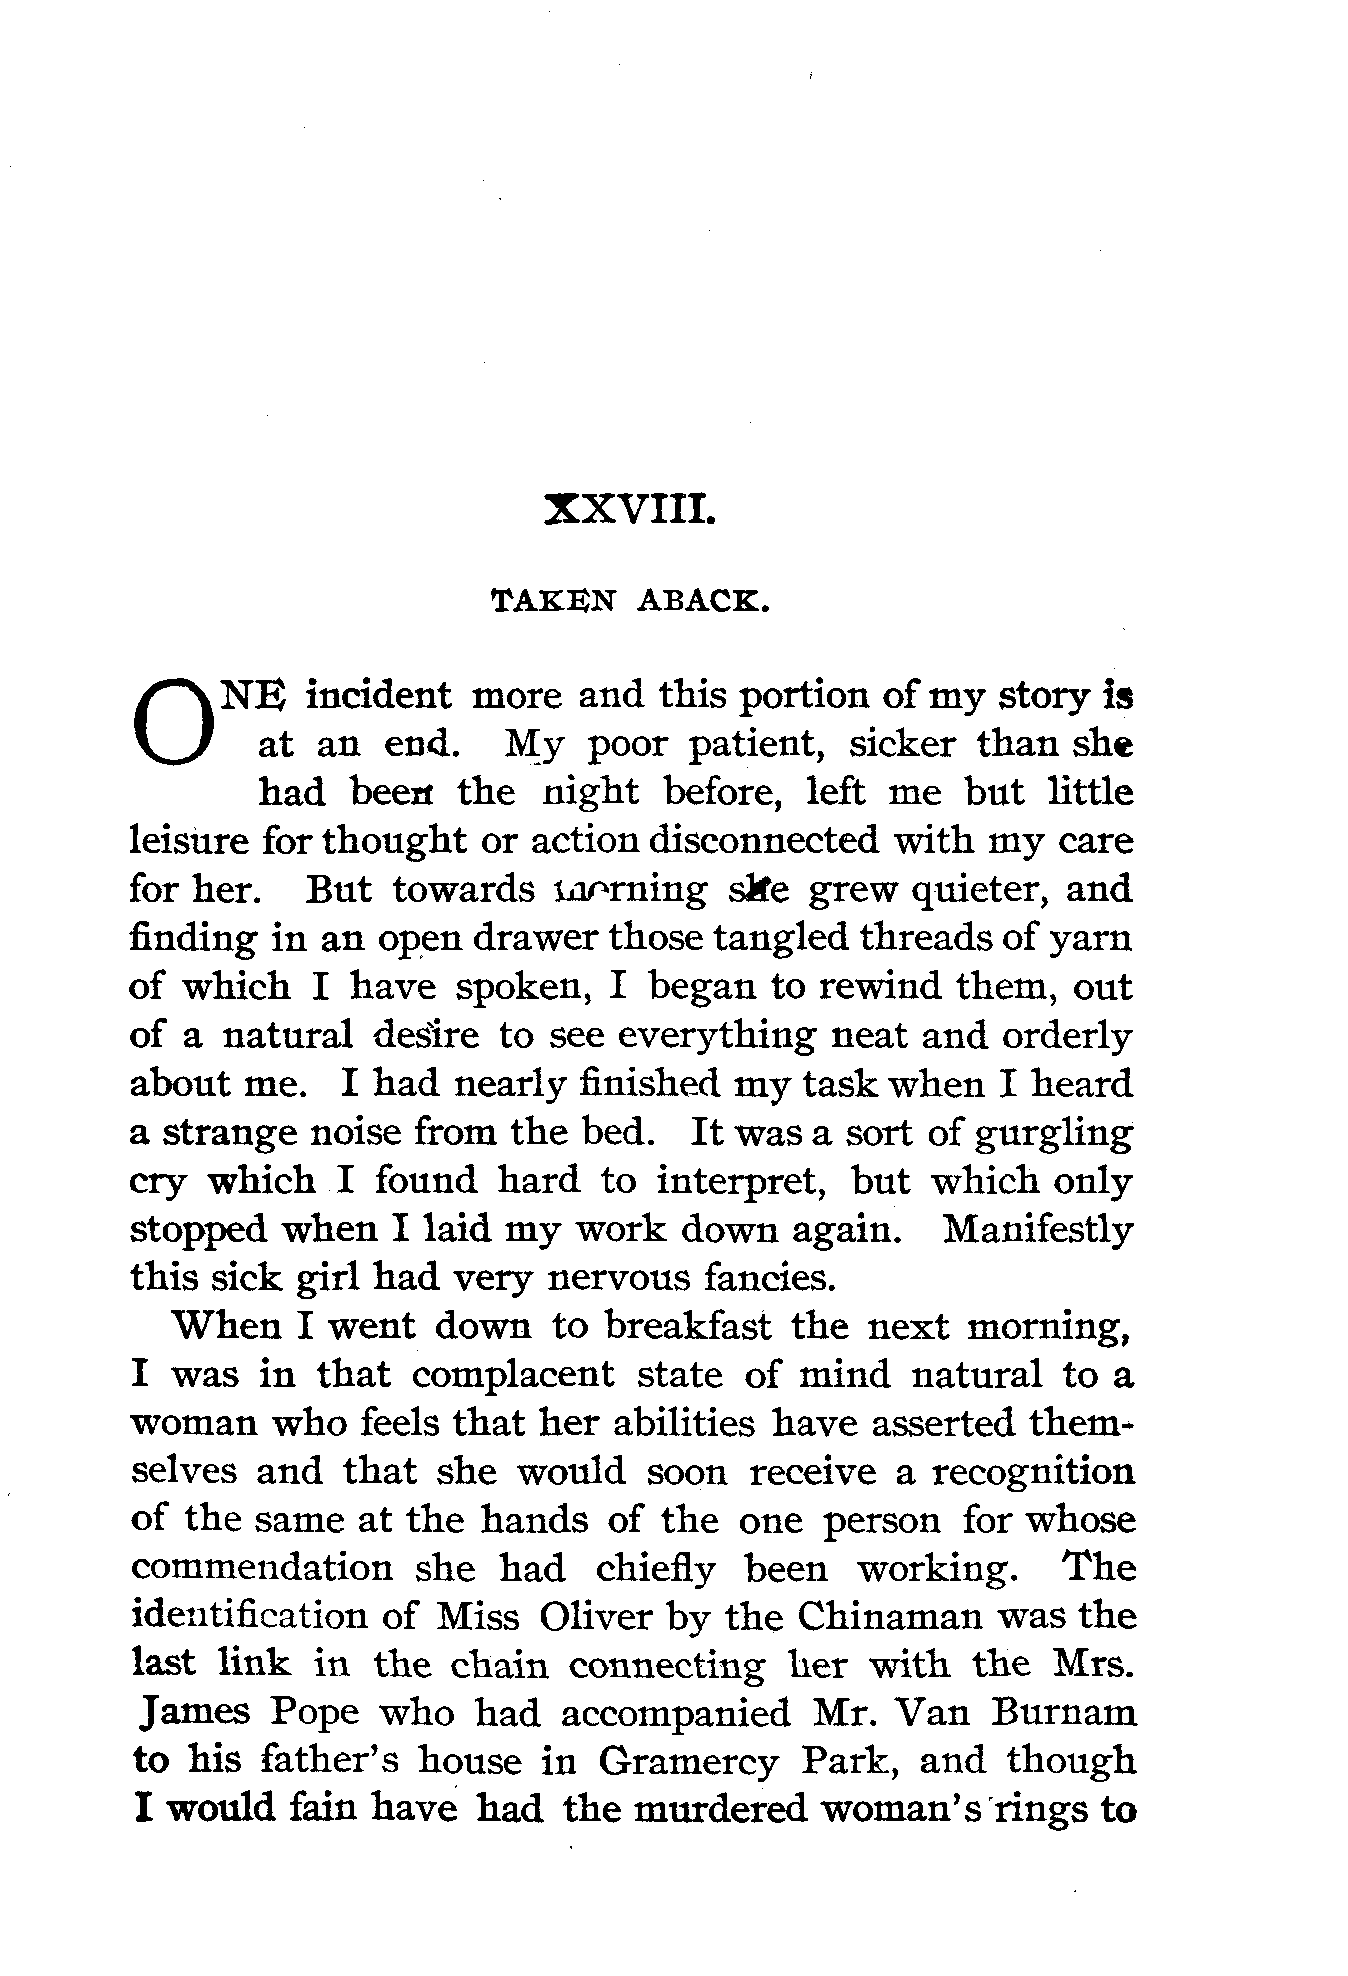 XXVIII.
TAKEN ABACK.
ONE incident more and this portion of my story is
at an end. My poor patient, sicker than she
had been the night before, left me but little
leisure for thought or action disconnected with my care
for her. But towards morning she grew quieter, and
finding in an open drawer those tangled threads of yarn
of which I have spoken, I began to rewind them, out
of a natural desire to see everything neat and orderly
about me. I had nearly finished my task when I heard
a strange noise from the bed. It was a sort of gurgling
cry which I found hard to interpret, but which only
stopped when I laid my work down again. Manifestly
this sick girl had very nervous fancies.
When I went down to breakfast the next morning,
I was in that complacent state of mind natural to a
woman who feels that her abilities have asserted them-
selves and that she would soon receive a recognition
of the same at the hands of the one person for whose
commendation she had chiefly been working. The
identification of Miss Oliver by the Chinaman was the
last link in the chain connecting her with the Mrs.
James Pope who had accompanied Mr. Van Burnam
to his father's house in Gramercy Park, and though
I would fain have had the murdered woman's rings to